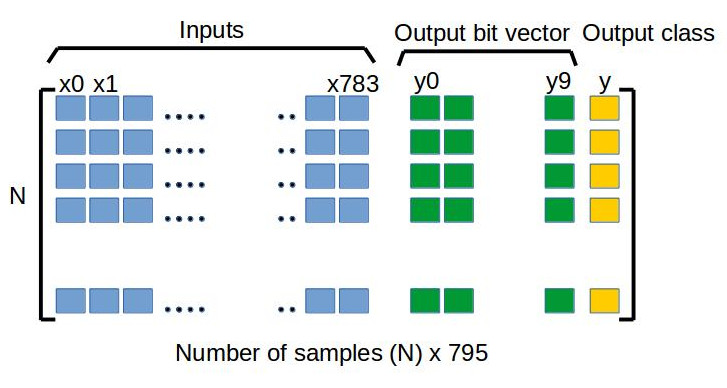 Inputs
Output bit vector
Output class
x0 x1
x783
y0
y9
y
N
Number of samples (N) x 795